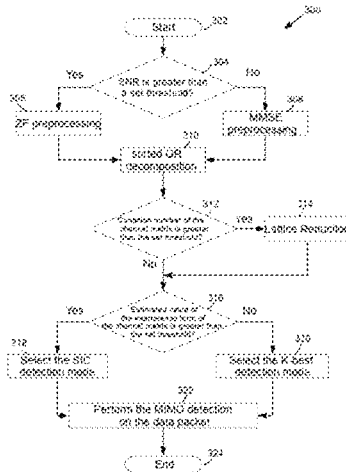 300
Start
302
304
SNR is greater than
a set threshold?
Yes
No
306
308
ZF preprocessing
MMSE
preprocessing
310
sorted QR
decomposition
312
Condition number of
the channel matrix is greater
than the set threshold?
Yes
314
Lattice Reduction
No
316
Estimated value of
the channel matrix is greater than
the set threshold?
Yes
No
318
320
Select the SIC
detection mode
Select the K-best
detection mode
322
Perform the MIMO detection
on the data packet
End
324